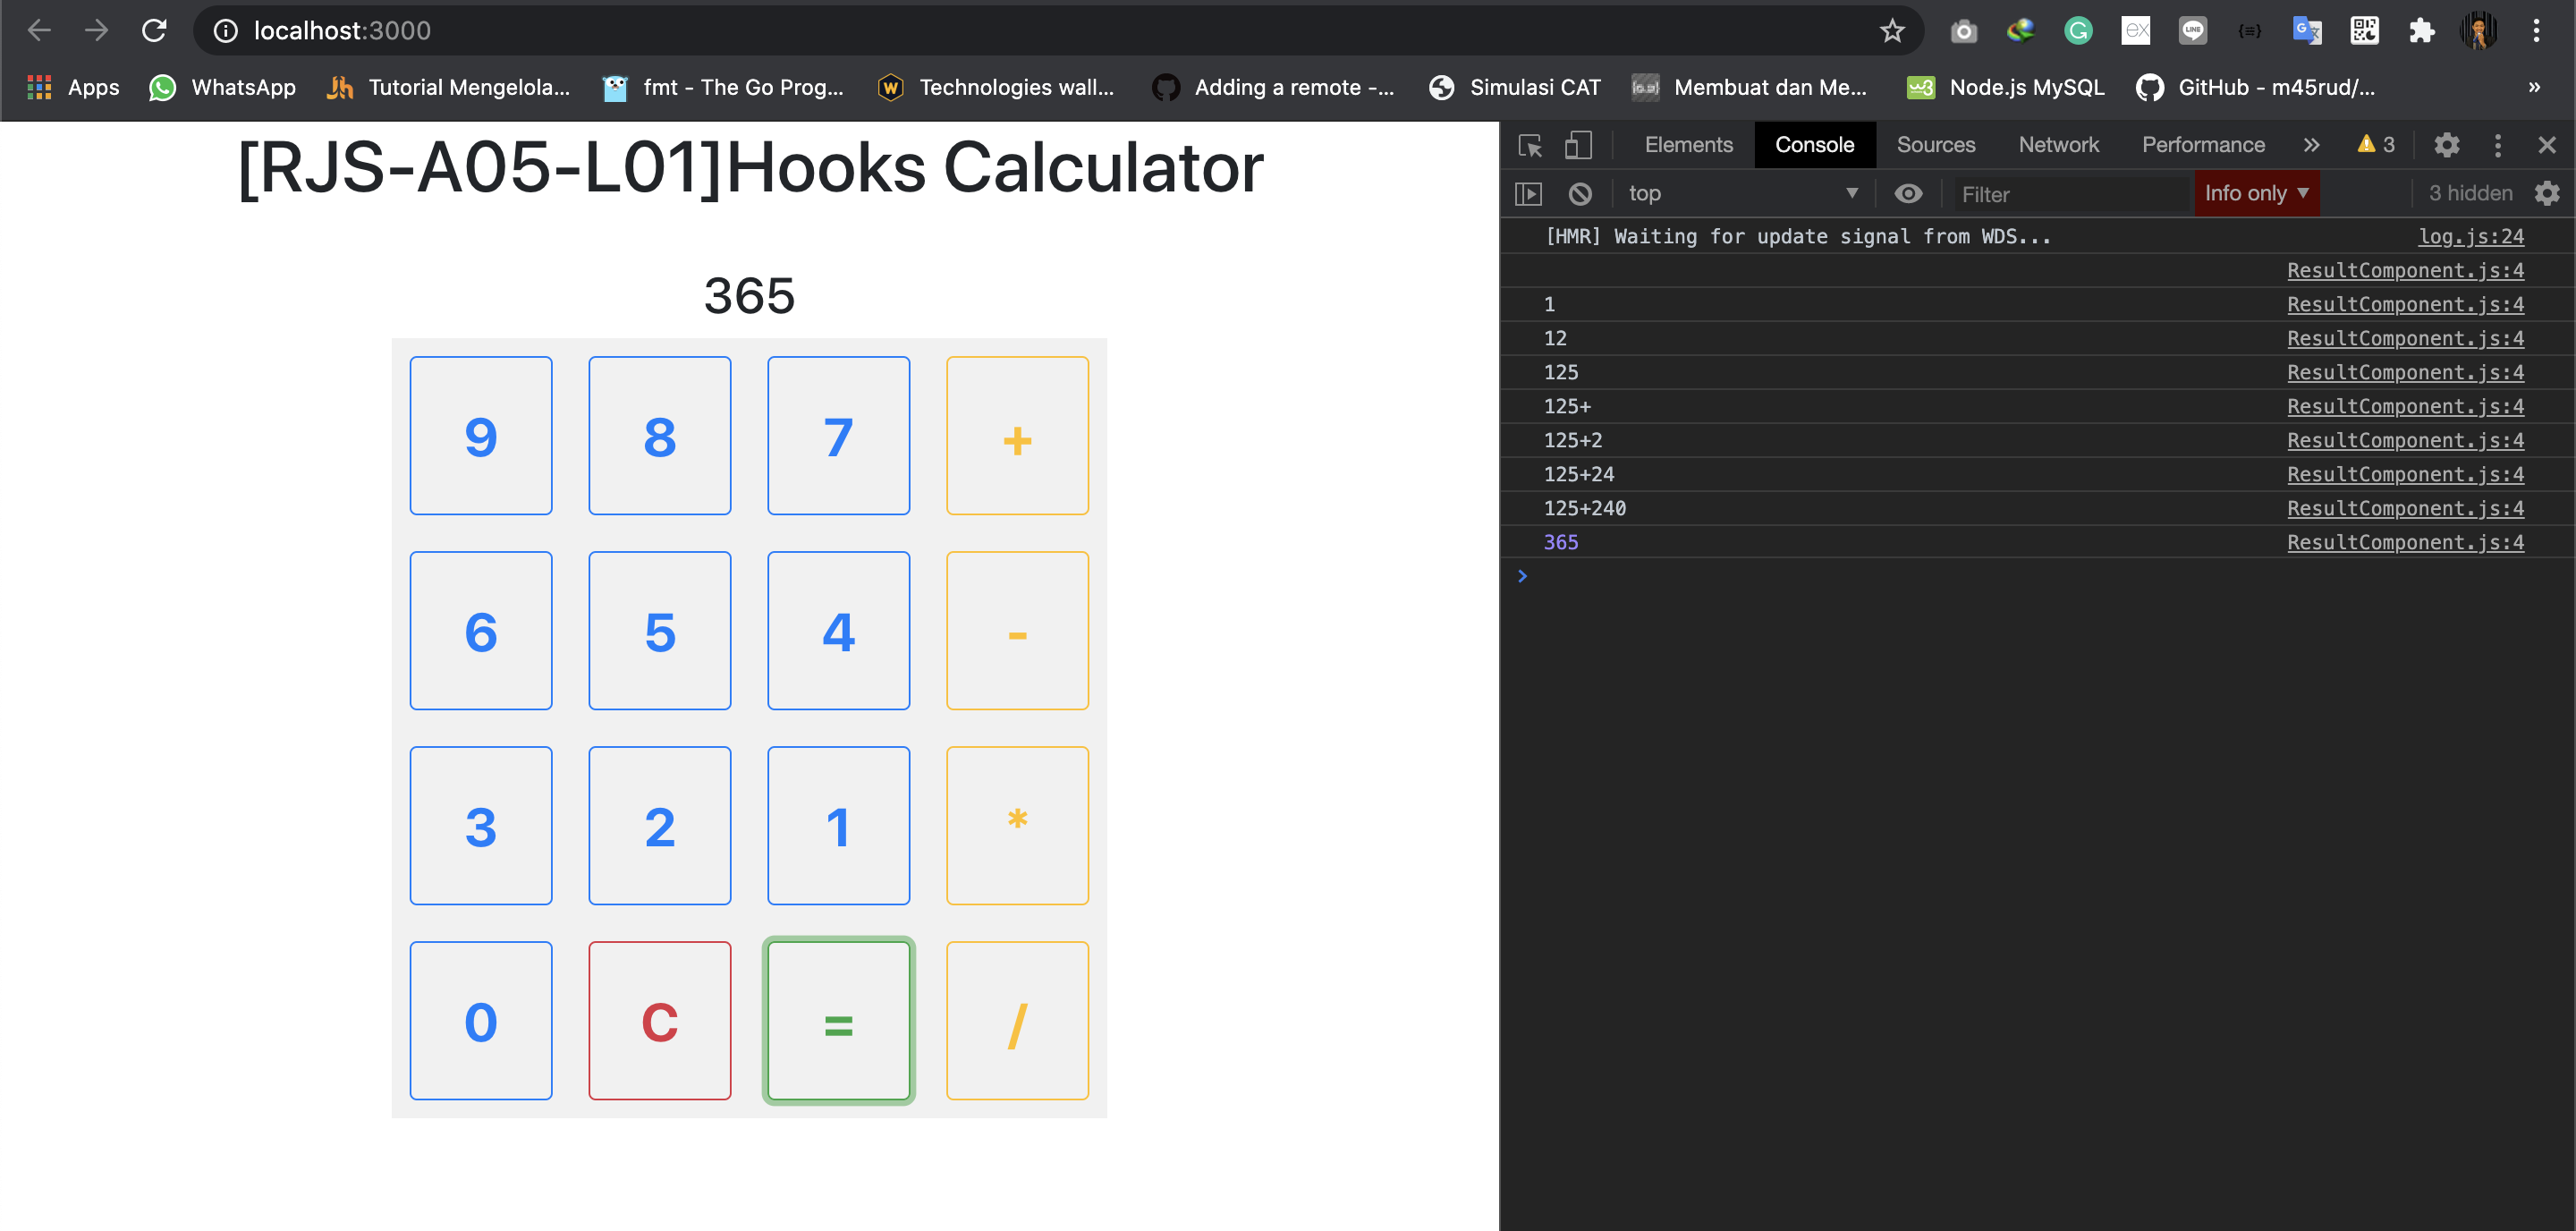 localhost:3000
Apps WhatsApp Tutorial Mengelola... fmt - The Go Prog... Technologies wall... Adding a remote -... Simulasi CAT Membuat dan Me... Node.js MySQL GitHub - m45rud/... »
[RJS-A05-L01]Hooks Calculator
365
9 8 7 +
6 5 4 -
3 2 1 *
0 C = /
Elements Console Sources Network Performance » 3
top Filter Info only 3 hidden
[HMR] Waiting for update signal from WDS... log.js:24
ResultComponent.js:4
1 ResultComponent.js:4
12 ResultComponent.js:4
125 ResultComponent.js:4
125+ ResultComponent.js:4
125+2 ResultComponent.js:4
125+24 ResultComponent.js:4
125+240 ResultComponent.js:4
365 ResultComponent.js:4